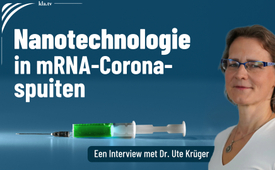 kla.tv
Nanotechnologie
in mRNA-Corona-
spuiten
Een Interview met Dr. Ute Krüger